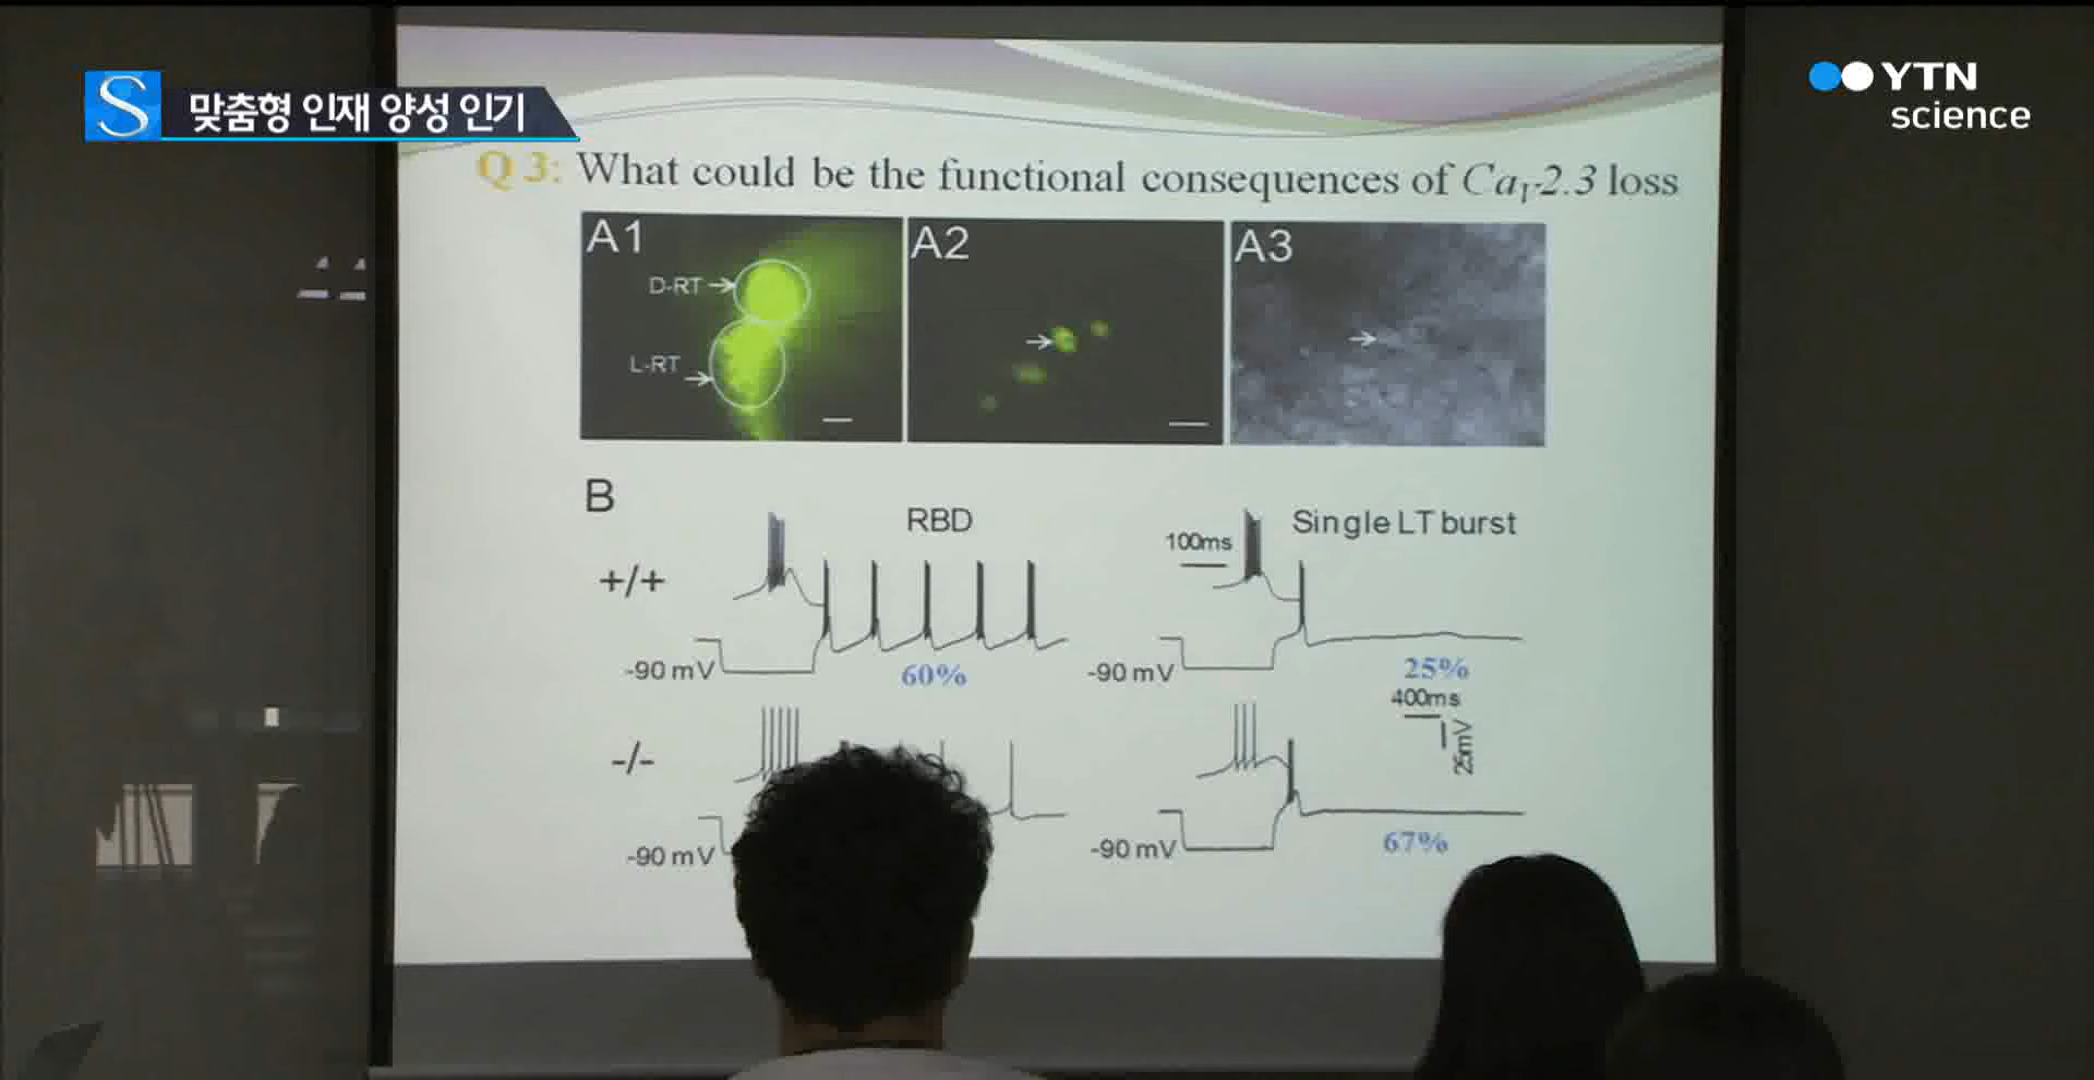 S 맞춤형 인재 양성 인기
YTN
science
Q 3: What could be the functional consequences of CaV2.3 loss
A1
A2
A3
D-RT
L-RT
B
RBD
Single LT burst
100ms
+/+
-90 mV
60%
-90 mV
25%
400ms
25mV
-/-
-90 mV
-90 mV
67%